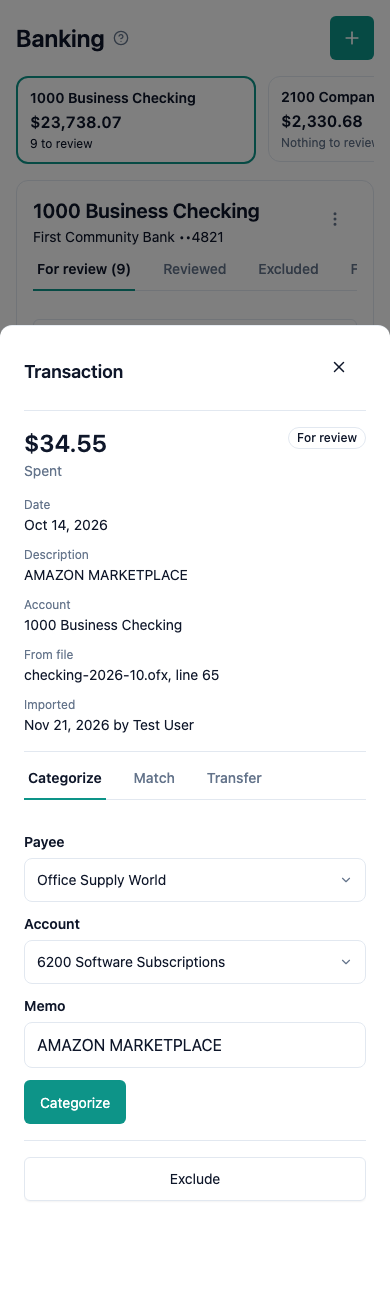 Banking
1000 Business Checking
$23,738.07
9 to review
2100 Compan
$2,330.68
Nothing to review
1000 Business Checking
First Community Bank ••4821
For review (9)
Reviewed
Excluded
F
Transaction
$34.55
For review
Spent
Date
Oct 14, 2026
Description
AMAZON MARKETPLACE
Account
1000 Business Checking
From file
checking-2026-10.ofx, line 65
Imported
Nov 21, 2026 by Test User
Categorize
Match
Transfer
Payee
Office Supply World
Account
6200 Software Subscriptions
Memo
AMAZON MARKETPLACE
Categorize
Exclude